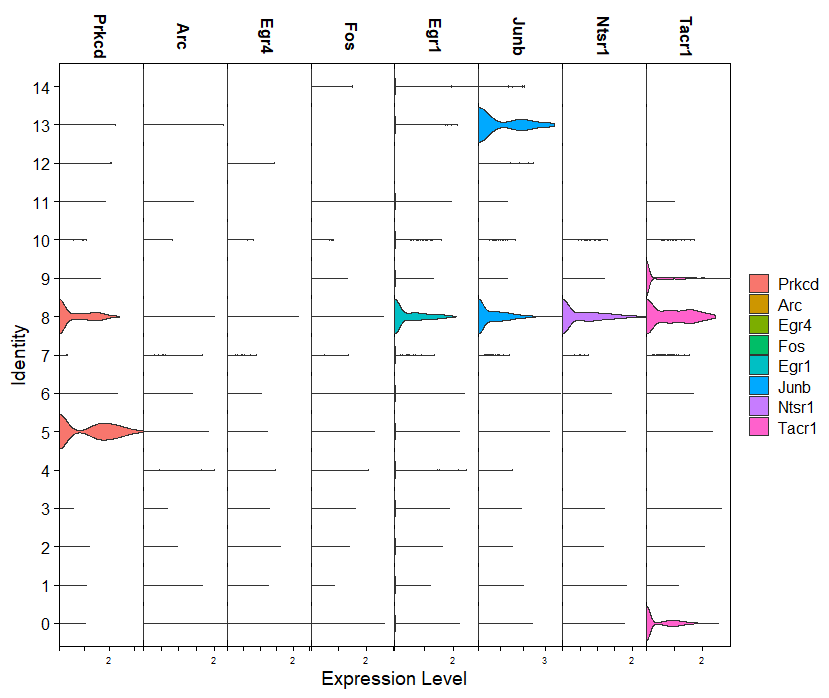 Prkcd
Arc
Egr4
Fos
Egr1
Junb
Ntsr1
Tacr1
14
13
12
11
10
9
8
7
6
5
4
3
2
1
0
Identity
2
2
2
2
2
3
2
2
Expression Level
Prkcd
Arc
Egr4
Fos
Egr1
Junb
Ntsr1
Tacr1